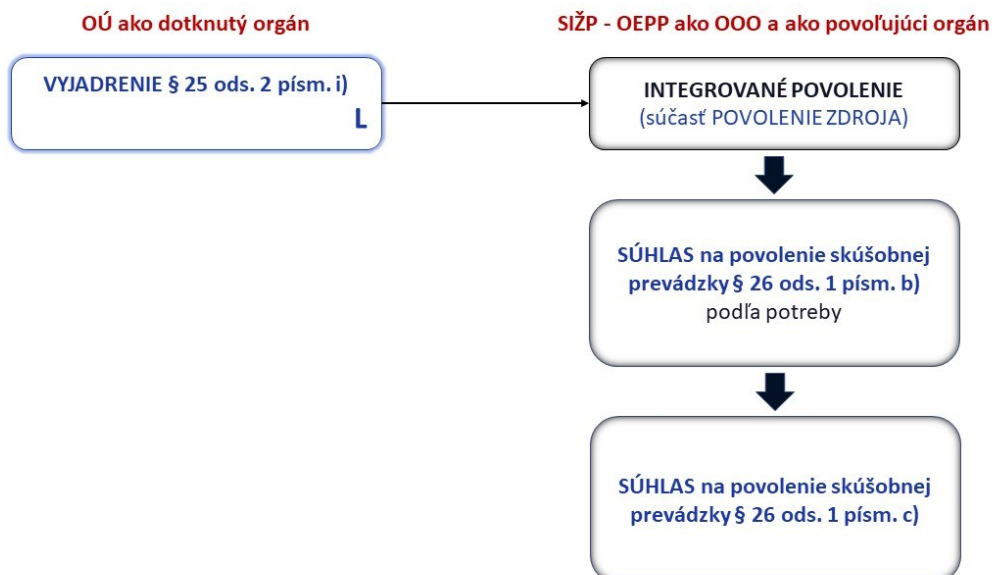 OÚ ako dotknutý orgán
SIŽP - OEPP ako OOO a ako povoľujúci orgán
VYJADRENIE § 25 ods. 2 písm. i)
L
INTEGROVANÉ POVOLENIE
(súčasť POVOLENIE ZDROJA)
SÚHLAS na povolenie skúšobnej
prevádzky § 26 ods. 1 písm. b)
podľa potreby
SÚHLAS na povolenie skúšobnej
prevádzky § 26 ods. 1 písm. c)